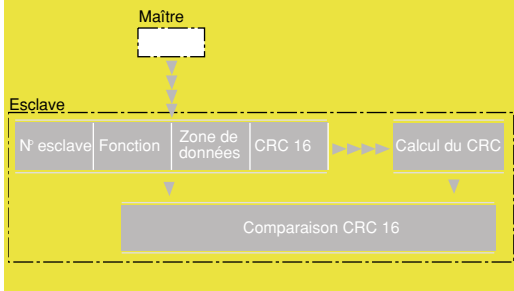 Maître
Esclave
N° esclave Fonction Zone de données CRC 16 Calcul du CRC
Comparaison CRC 16